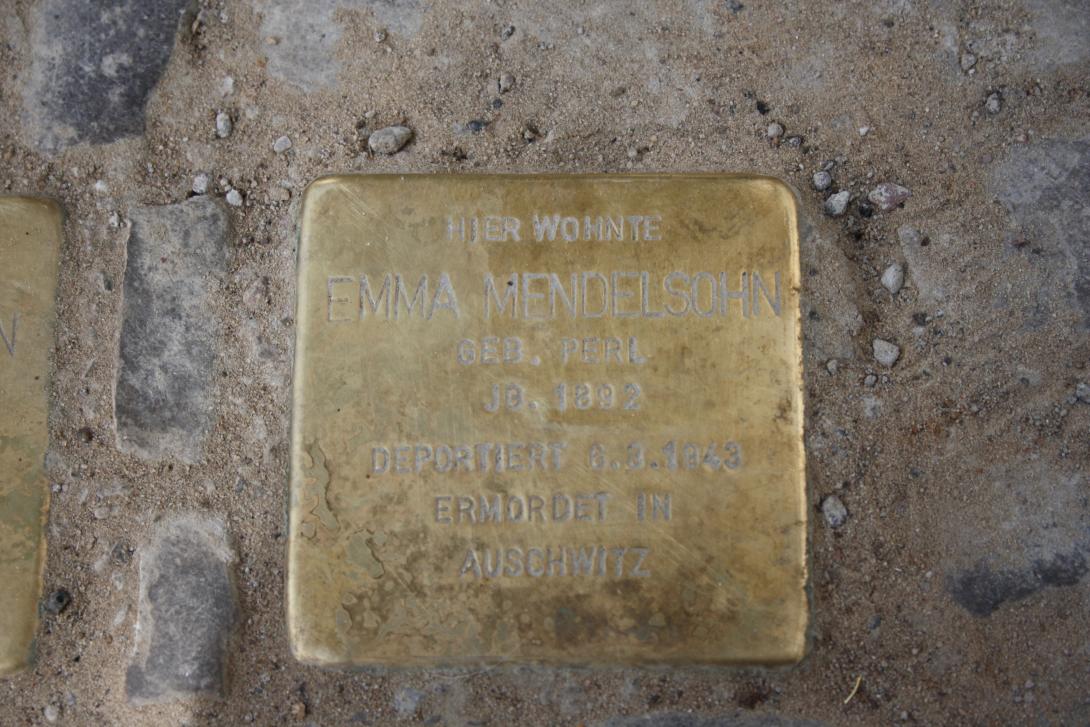 HIER WOHNTE
EMMA MENDELSOHN
GEB. PERL
JG. 1892
DEPORTIERT 6.3.1943
ERMORDET IN
AUSCHWITZ
N